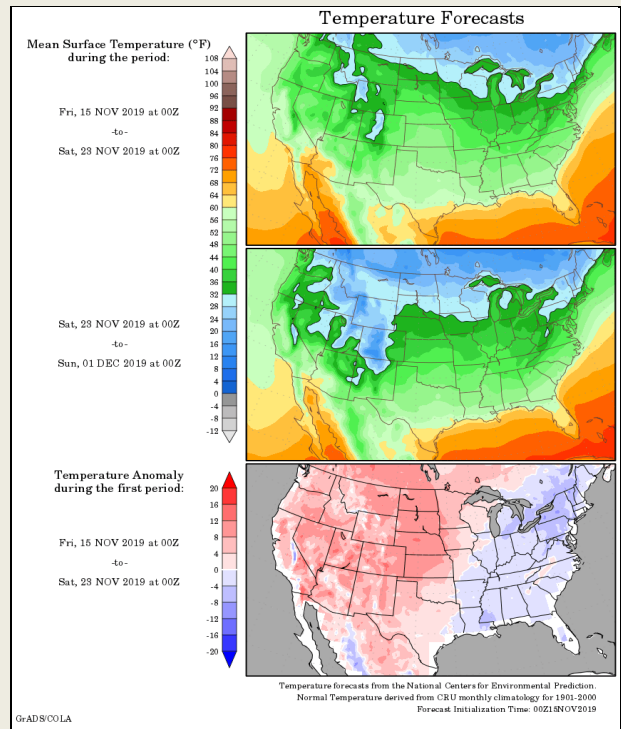 Temperature Forecasts
Mean Surface Temperature (°F)
during the period:
Fri, 15 NOV 2019 at 00Z
-to-
Sat, 23 NOV 2019 at 00Z
108
104
100
96
92
88
84
80
76
72
68
64
60
56
52
48
44
40
36
32
28
24
20
16
12
8
4
0
-4
-8
-12
Sat, 23 NOV 2019 at 00Z
-to-
Sun, 01 DEC 2019 at 00Z
Temperature Anomaly
during the first period:
Fri, 15 NOV 2019 at 00Z
-to-
Sat, 23 NOV 2019 at 00Z
20
16
12
8
4
0
-4
-8
-12
-16
-20
Temperature forecasts from the National Centers for Environmental Prediction.
Normal Temperature derived from CRU monthly climatology for 1901-2000
Forecast Initialization Time: 00Z15NOV2019
GrADS/COLA